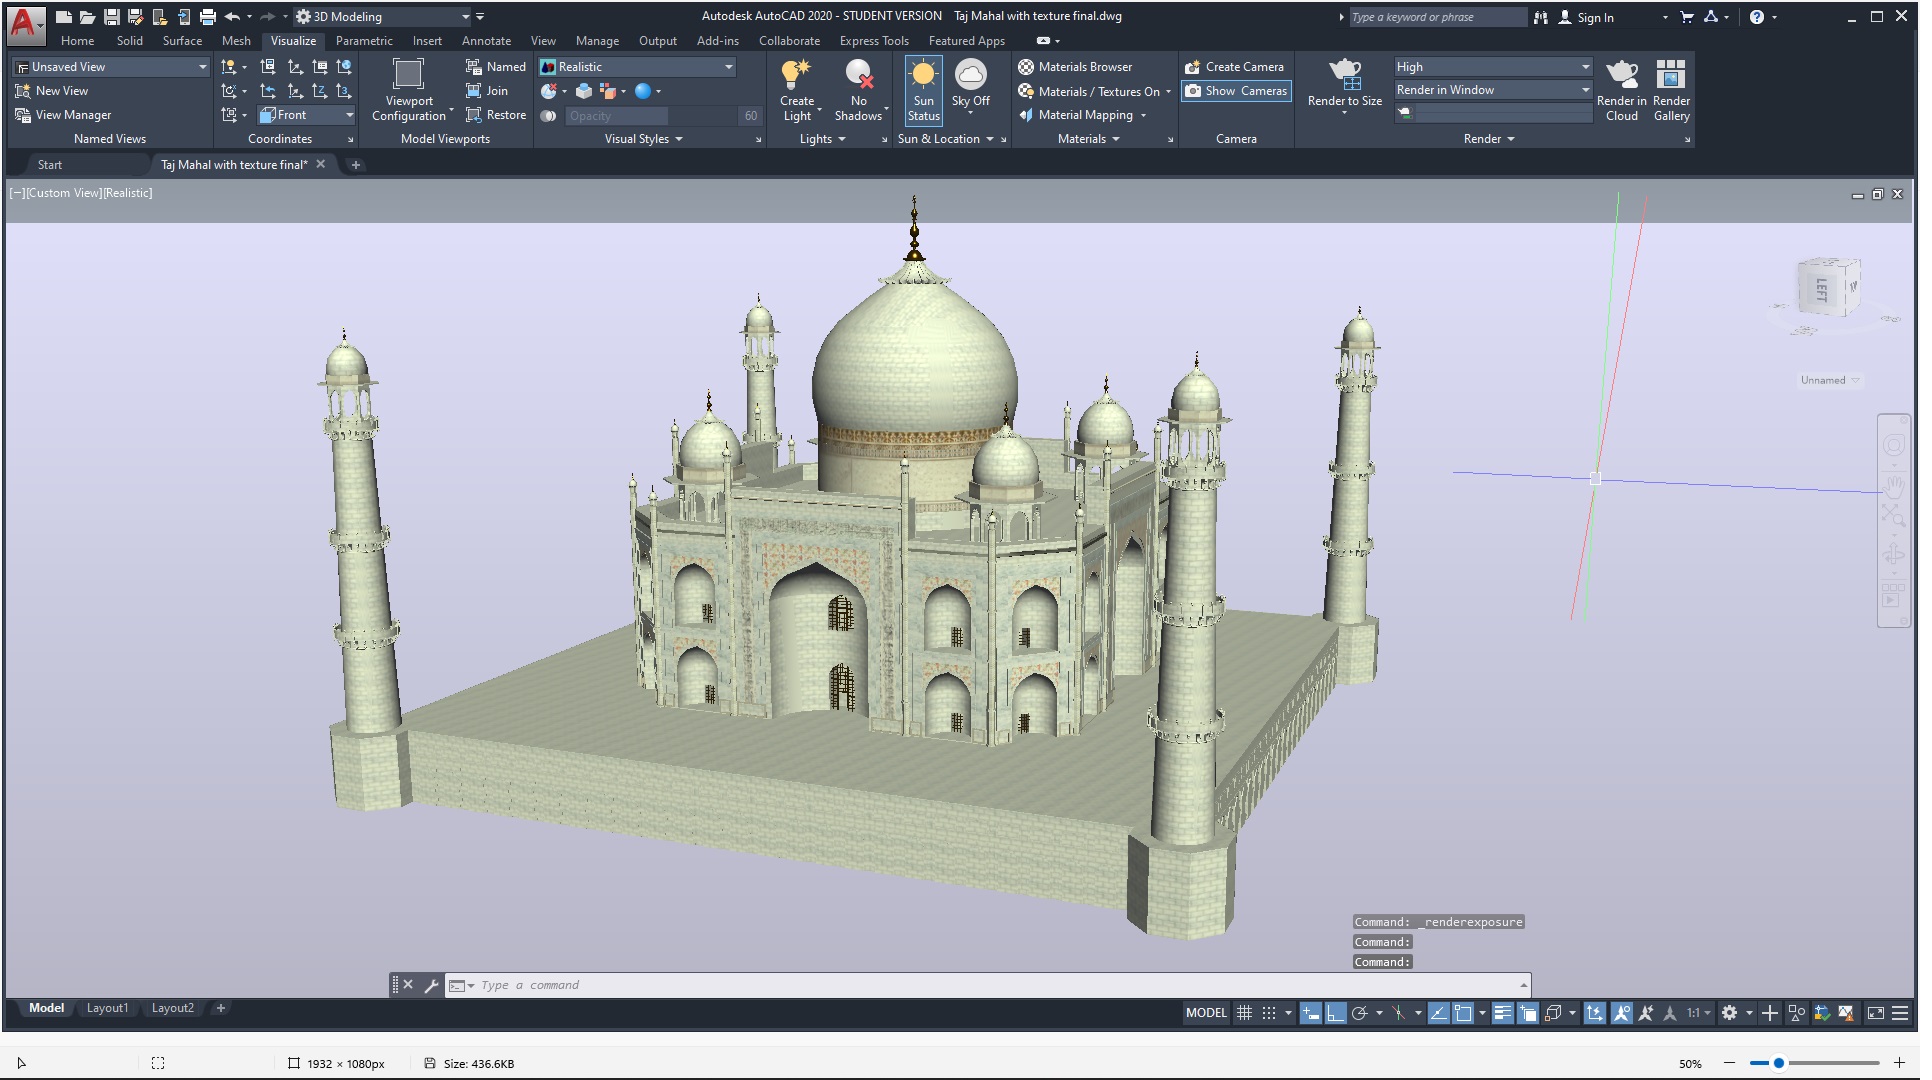 3D Modeling
Autodesk AutoCAD 2020 - STUDENT VERSION Taj Mahal with texture final.dwg
Type a keyword or phrase
Sign In
Home Solid Surface Mesh Visualize Parametric Insert Annotate View Manage Output Add-ins Collaborate Express Tools Featured Apps
Unsaved View
New View
View Manager
Named Views
Front
Coordinates
Viewport
Configuration
Named
Join
Restore
Model Viewports
Realistic
Opacity 60
Visual Styles
Create
Light
No
Shadows
Lights
Sun
Status
Sky Off
Sun & Location
Materials Browser
Materials / Textures On
Material Mapping
Materials
Create Camera
Show Cameras
Camera
Render to Size
High
Render in Window
Render in
Cloud
Render
Gallery
Render
Start
Taj Mahal with texture final*
[−][Custom View][Realistic]
LEFT
Unnamed
Command: _renderexposure
Command:
Command:
Type a command
Model Layout1 Layout2
MODEL
1:1
1932 × 1080px
Size: 436.6KB
50%